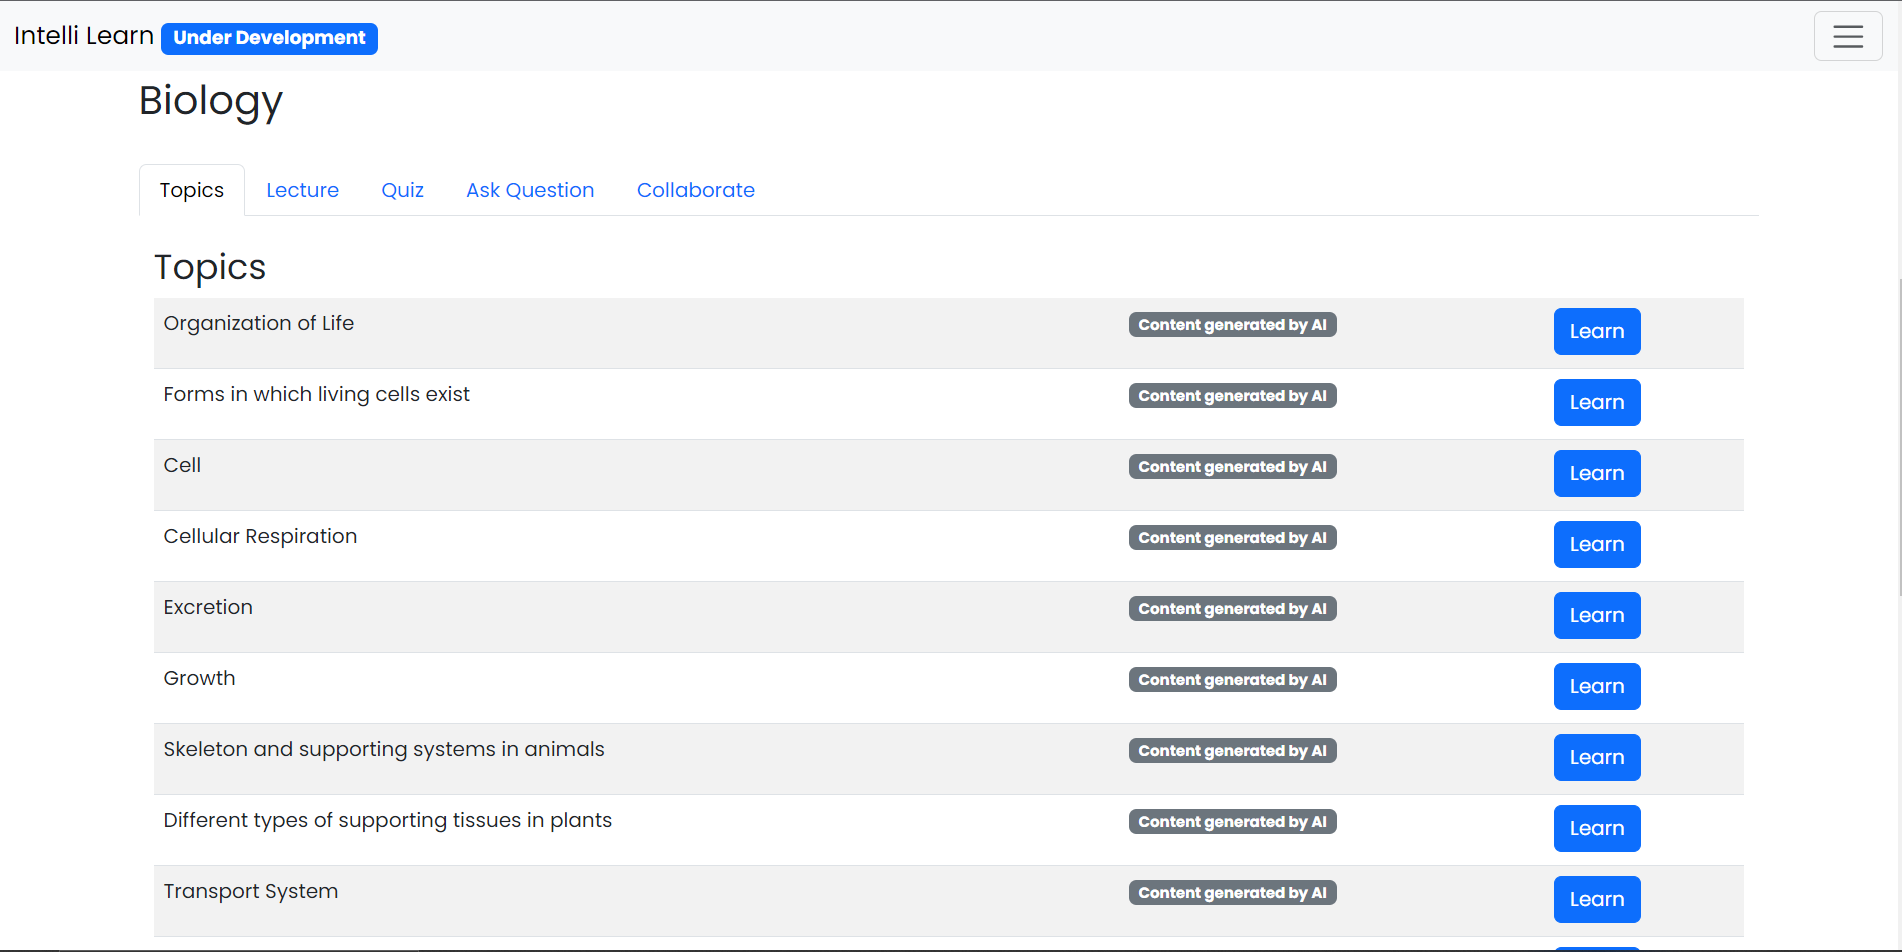 Intelli Learn Under Development
Biology
Topics Lecture Quiz Ask Question Collaborate
Topics
Organization of Life Content generated by AI Learn
Forms in which living cells exist Content generated by AI Learn
Cell Content generated by AI Learn
Cellular Respiration Content generated by AI Learn
Excretion Content generated by AI Learn
Growth Content generated by AI Learn
Skeleton and supporting systems in animals Content generated by AI Learn
Different types of supporting tissues in plants Content generated by AI Learn
Transport System Content generated by AI Learn